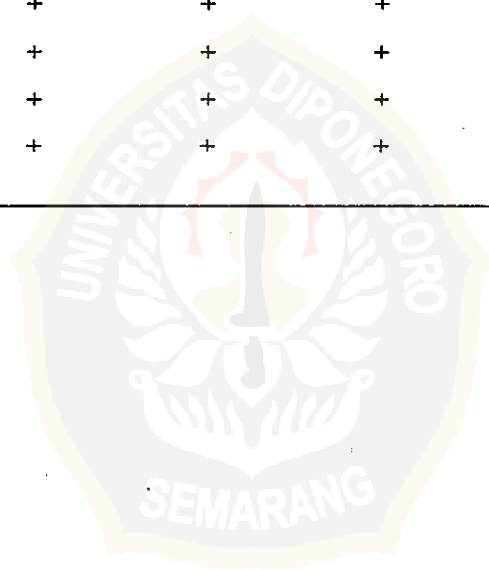 + + +
+ + +
+ + +
+ + +
UNIVERSITAS DIPONEGORO
SEMARANG